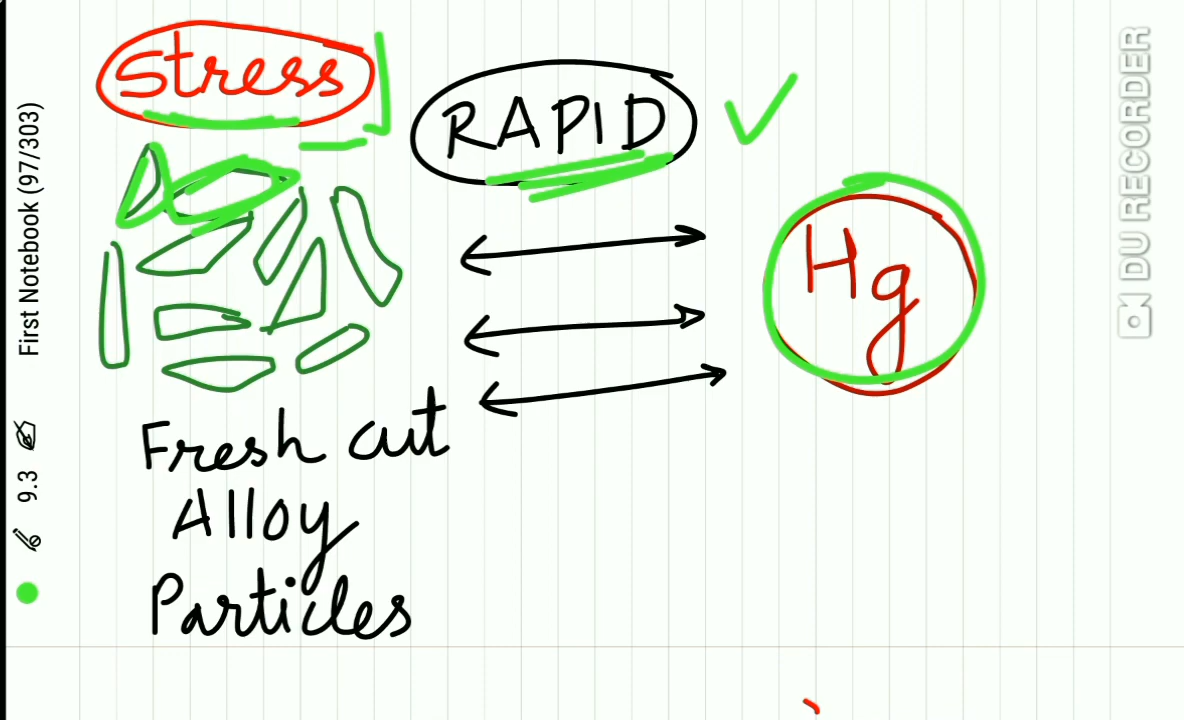 Stress
RAPID
Hg
Fresh cut
Alloy
Particles
First Notebook (97/303)
9.3
DU RECORDER